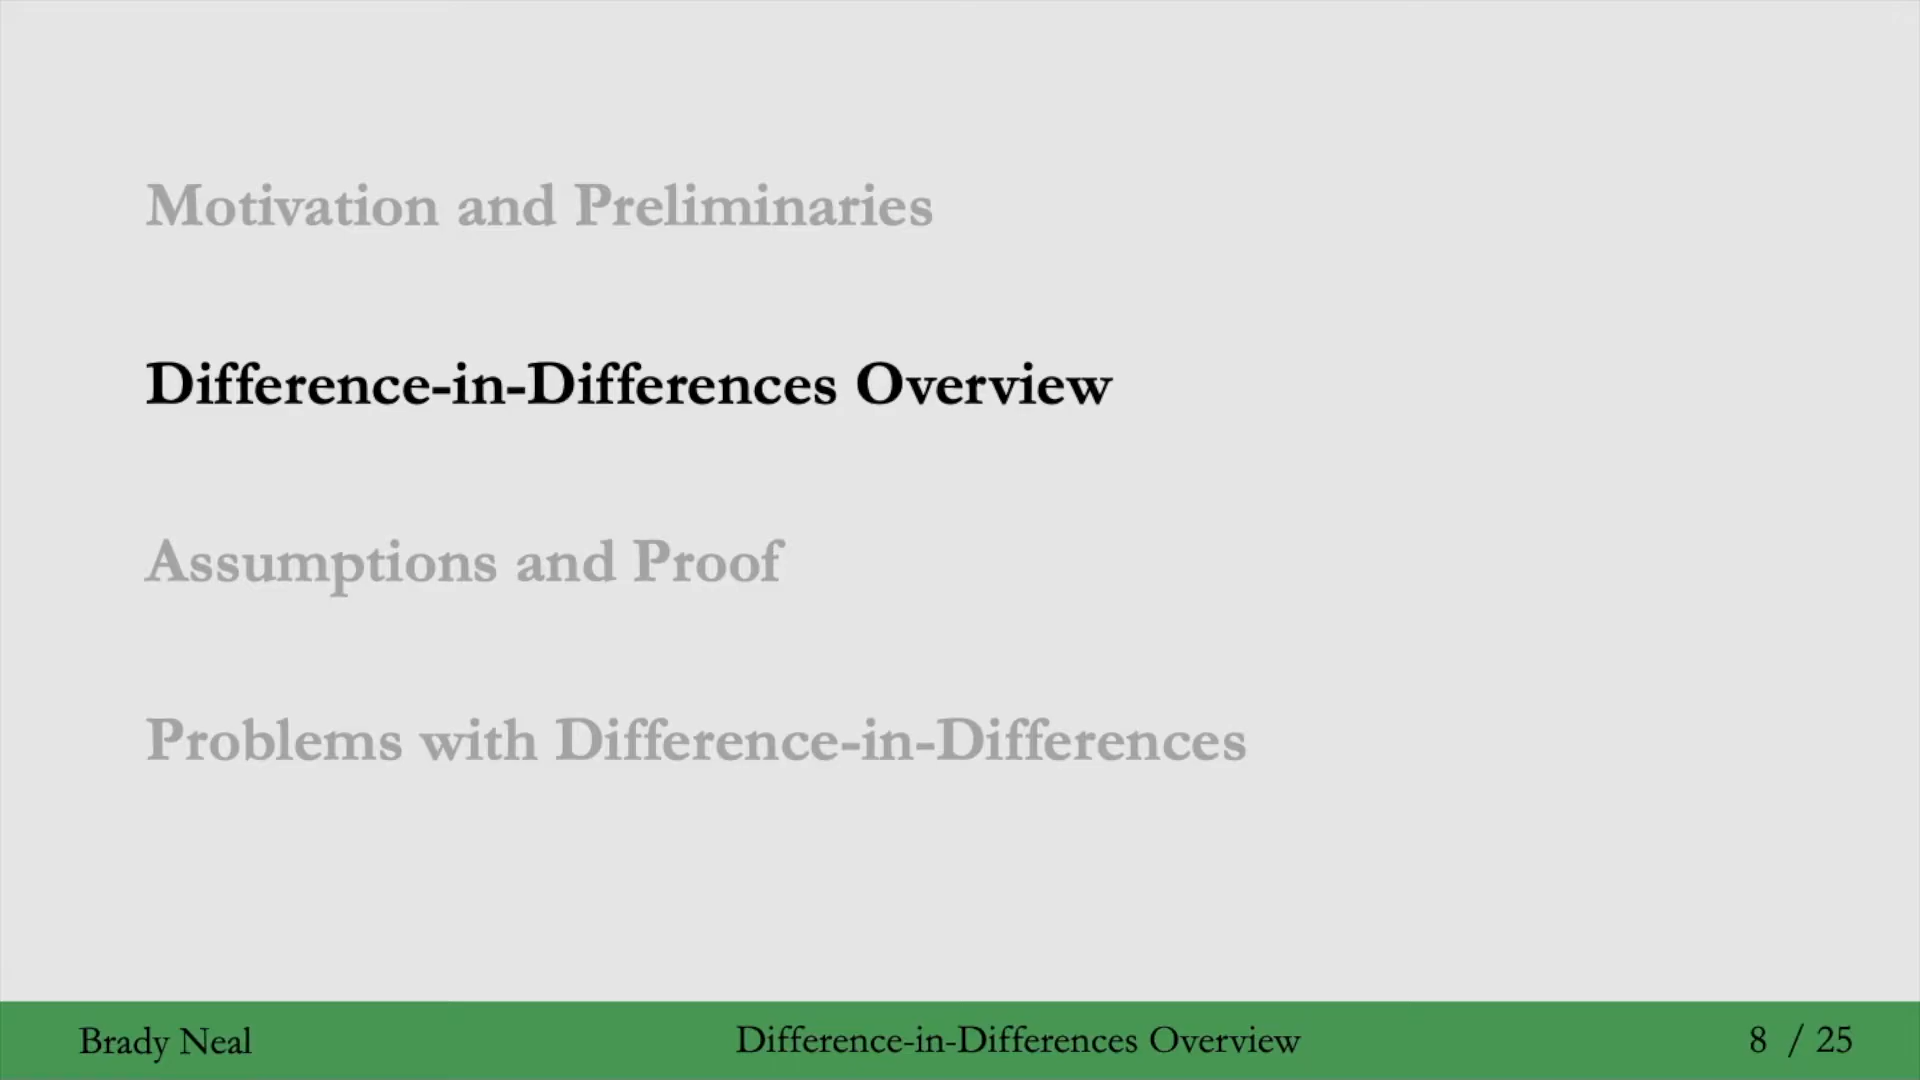 Motivation and Preliminaries
Difference-in-Differences Overview
Assumptions and Proof
Problems with Difference-in-Differences
Brady Neal
Difference-in-Differences Overview
8 / 25